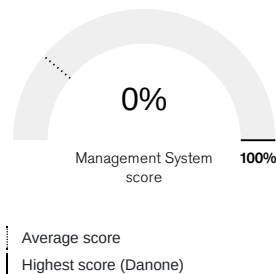 0%
Management System
score
100%
Average score
Highest score (Danone)